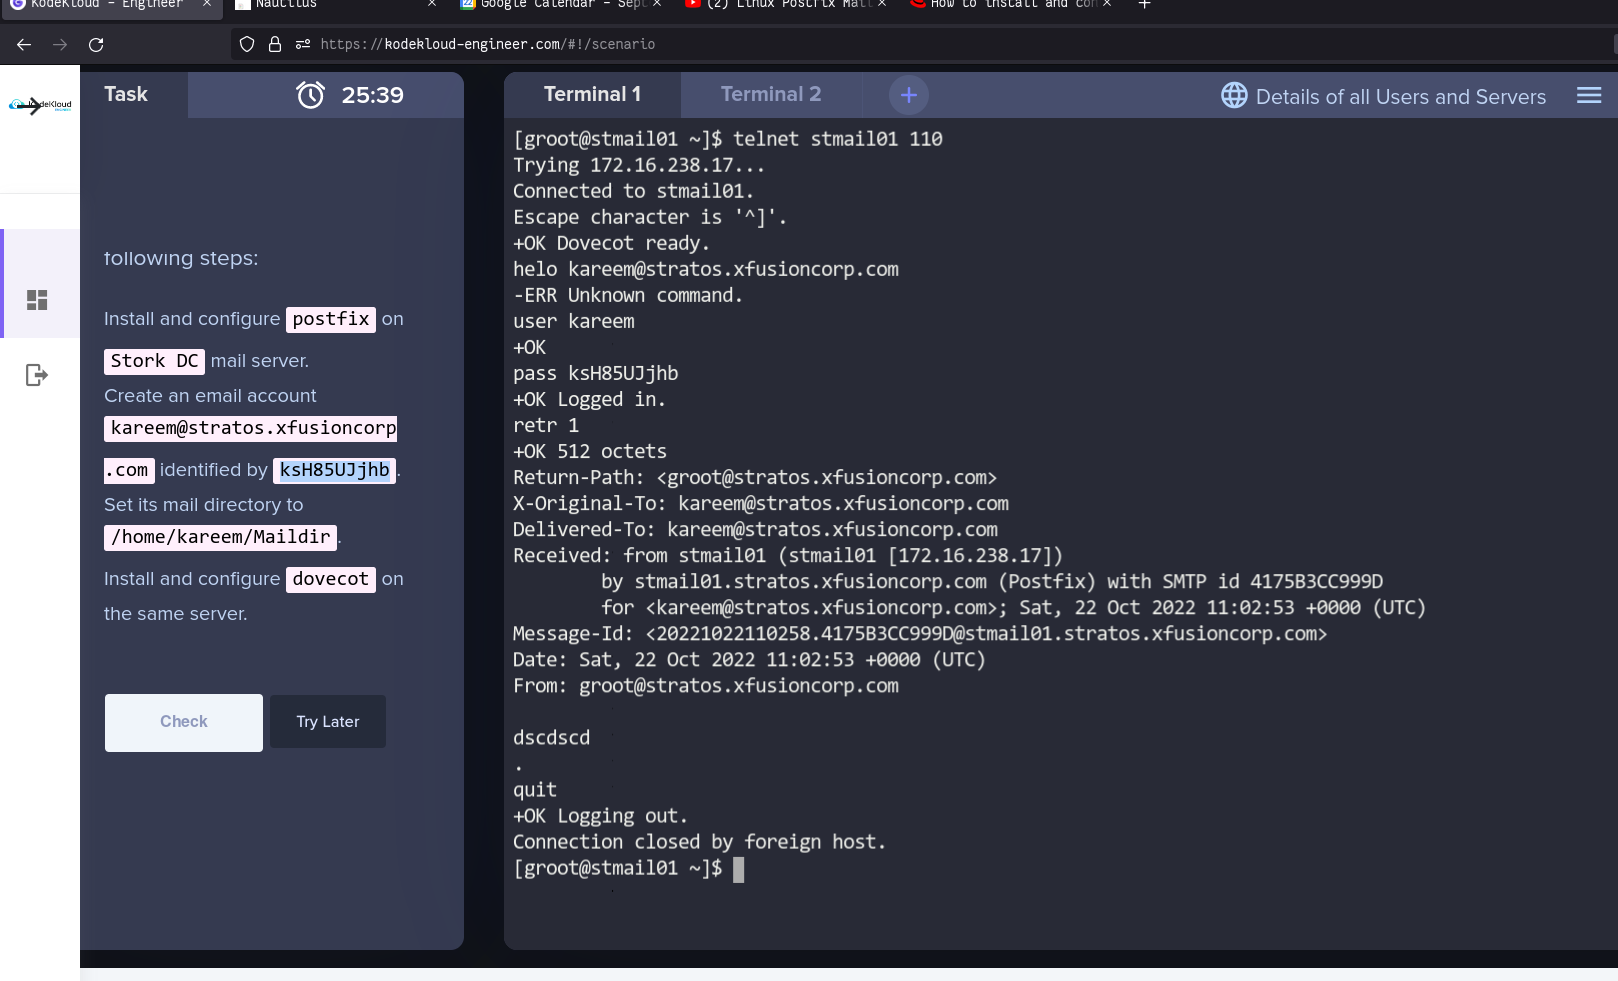 KodeKloud - Engineer
Nautilus
Google Calendar - Sept
(2) Linux Postfix Mail
How to install and con
https://kodekloud-engineer.com/#!/scenario
KodeKloud
Task
25:39
Terminal 1
Terminal 2
+
Details of all Users and Servers
following steps:
Install and configure postfix on
Stork DC mail server.
Create an email account
kareem@stratos.xfusioncorp
.com identified by ksH85UJjhb.
Set its mail directory to
/home/kareem/Maildir.
Install and configure dovecot on
the same server.
Check
Try Later
[groot@stmail01 ~]$ telnet stmail01 110
Trying 172.16.238.17...
Connected to stmail01.
Escape character is '^]'.
+OK Dovecot ready.
helo kareem@stratos.xfusioncorp.com
-ERR Unknown command.
user kareem
+OK
pass ksH85UJjhb
+OK Logged in.
retr 1
+OK 512 octets
Return-Path: <groot@stratos.xfusioncorp.com>
X-Original-To: kareem@stratos.xfusioncorp.com
Delivered-To: kareem@stratos.xfusioncorp.com
Received: from stmail01 (stmail01 [172.16.238.17])
        by stmail01.stratos.xfusioncorp.com (Postfix) with SMTP id 4175B3CC999D
        for <kareem@stratos.xfusioncorp.com>; Sat, 22 Oct 2022 11:02:53 +0000 (UTC)
Message-Id: <20221022110258.4175B3CC999D@stmail01.stratos.xfusioncorp.com>
Date: Sat, 22 Oct 2022 11:02:53 +0000 (UTC)
From: groot@stratos.xfusioncorp.com
dscdscd
.
quit
+OK Logging out.
Connection closed by foreign host.
[groot@stmail01 ~]$